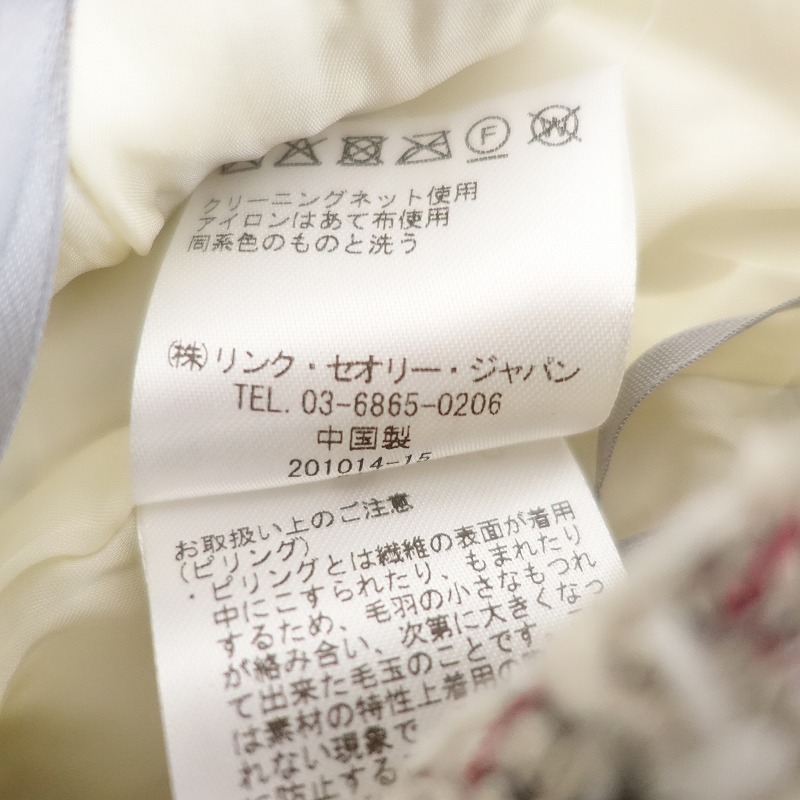 F
W
クリーニングネット使用
アイロンはあて布使用
同系色のものと洗う
(株)リンク・セオリー・ジャパン
TEL. 03-6865-0206
中国製
201014-15
お取扱い上のご注意
(ピリング)
・ピリングとは繊維の表面が着用
中にこすられたり、もまれたり
するため、毛羽の小さなもつれ
が絡み合い、次第に大きくなっ
て出来た毛玉のことです
は素材の特性上着用の
れない現象で
に防止する